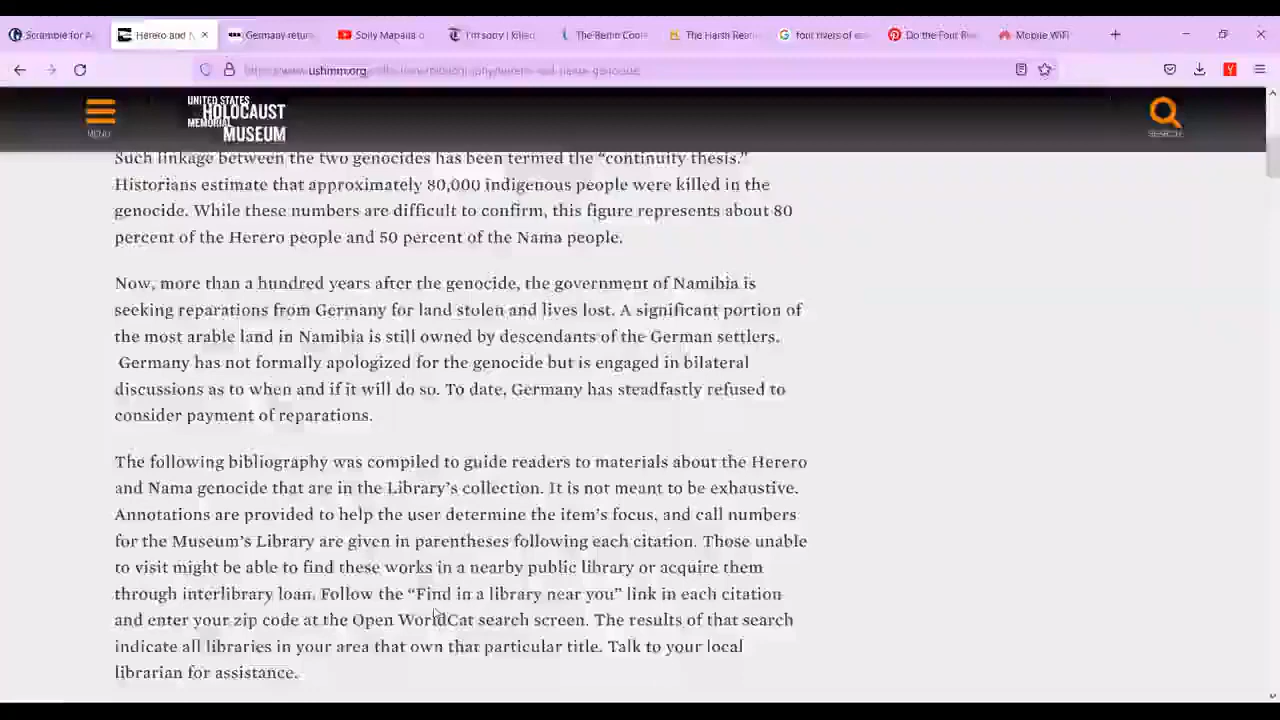 Scramble for A
Herero and N
Germany return
Solly Mapaila o
I'm sorry I killed
The Berlin Conf
The Harsh Rea
four rivers of e
Do the Four Riv
Mobile WiFi
UNITED STATES
HOLOCAUST
MEMORIAL
MUSEUM
MENU
SEARCH
Such linkage between the two genocides has been termed the “continuity thesis.”
Historians estimate that approximately 80,000 indigenous people were killed in the
genocide. While these numbers are difficult to confirm, this figure represents about 80
percent of the Herero people and 50 percent of the Nama people.
Now, more than a hundred years after the genocide, the government of Namibia is
seeking reparations from Germany for land stolen and lives lost. A significant portion of
the most arable land in Namibia is still owned by descendants of the German settlers.
Germany has not formally apologized for the genocide but is engaged in bilateral
discussions as to when and if it will do so. To date, Germany has steadfastly refused to
consider payment of reparations.
The following bibliography was compiled to guide readers to materials about the Herero
and Nama genocide that are in the Library’s collection. It is not meant to be exhaustive.
Annotations are provided to help the user determine the item’s focus, and call numbers
for the Museum’s Library are given in parentheses following each citation. Those unable
to visit might be able to find these works in a nearby public library or acquire them
through interlibrary loan. Follow the “Find in a library near you” link in each citation
and enter your zip code at the Open WorldCat search screen. The results of that search
indicate all libraries in your area that own that particular title. Talk to your local
librarian for assistance.